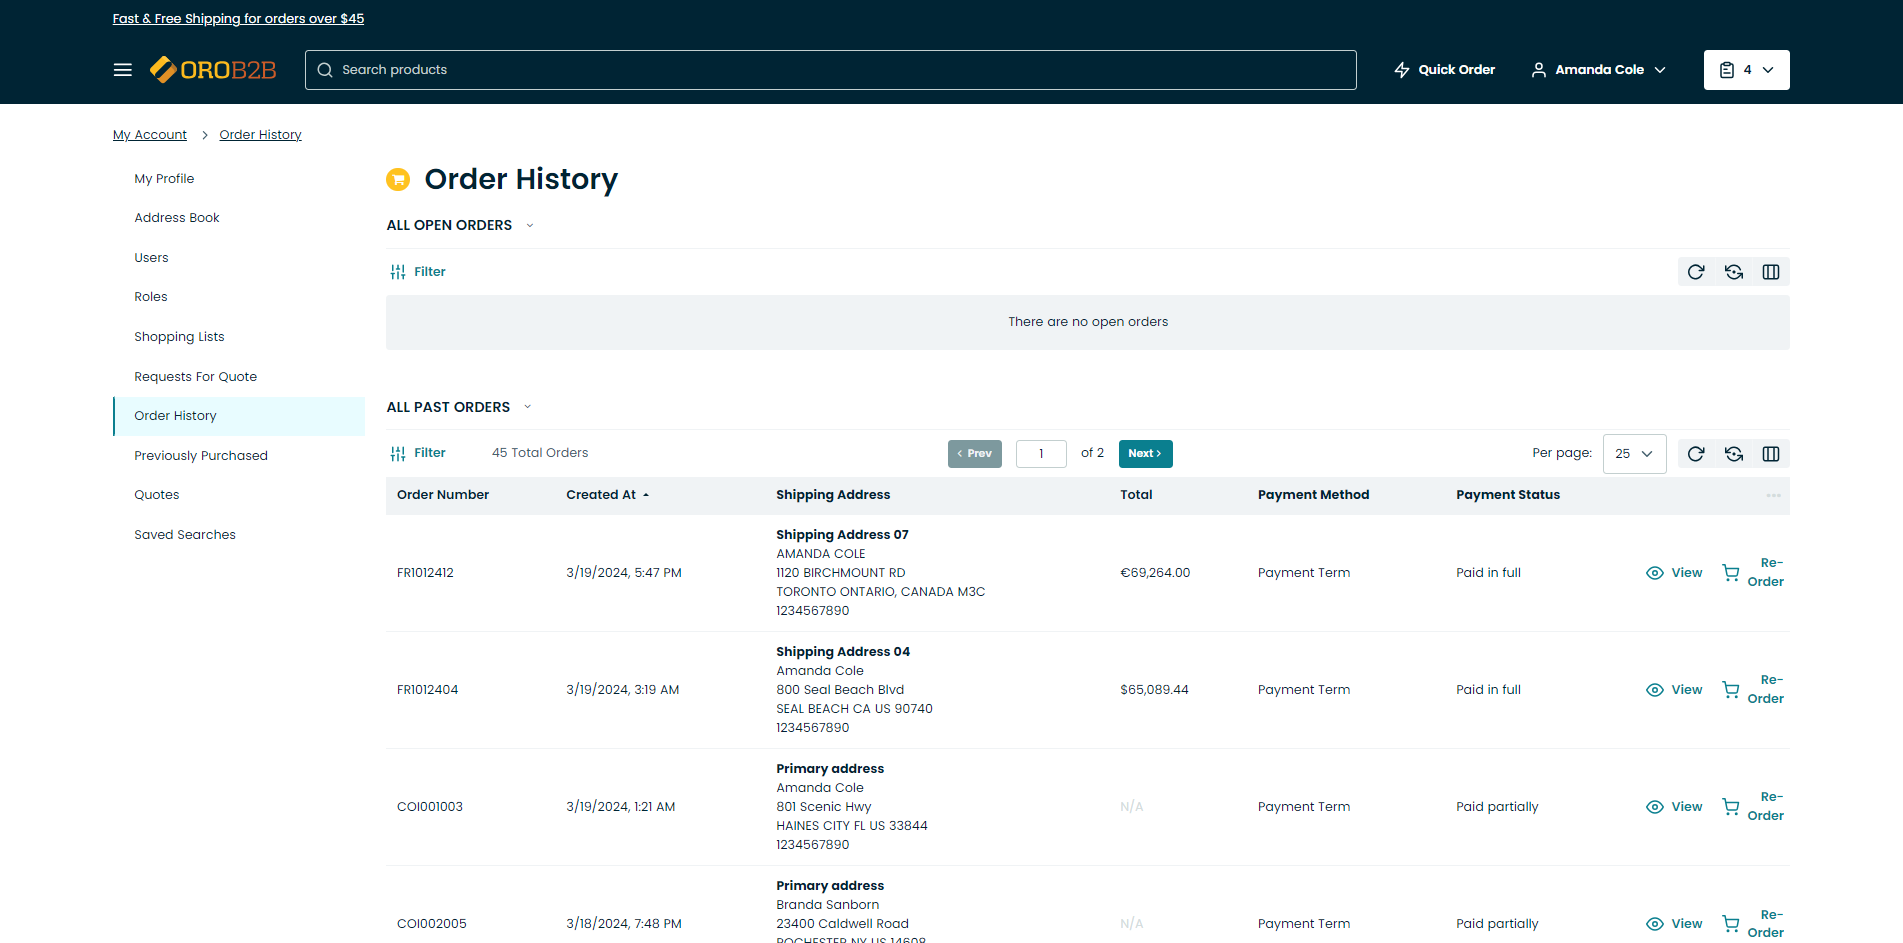 Fast & Free Shipping for orders over $45
OROB2B
Search products
Quick Order
Amanda Cole
4
My Account > Order History
My Profile
Address Book
Users
Roles
Shopping Lists
Requests For Quote
Order History
Previously Purchased
Quotes
Saved Searches
Order History
ALL OPEN ORDERS
Filter
There are no open orders
ALL PAST ORDERS
Filter 45 Total Orders ‹ Prev 1 of 2 Next › Per page: 25
Order Number Created At Shipping Address Total Payment Method Payment Status
Shipping Address 07
AMANDA COLE
1120 BIRCHMOUNT RD
TORONTO ONTARIO, CANADA M3C
1234567890
FR1012412 3/19/2024, 5:47 PM €69,264.00 Payment Term Paid in full View Re-
Order
Shipping Address 04
Amanda Cole
800 Seal Beach Blvd
SEAL BEACH CA US 90740
1234567890
FR1012404 3/19/2024, 3:19 AM $65,089.44 Payment Term Paid in full View Re-
Order
Primary address
Amanda Cole
801 Scenic Hwy
HAINES CITY FL US 33844
1234567890
COI001003 3/19/2024, 1:21 AM N/A Payment Term Paid partially View Re-
Order
Primary address
Branda Sanborn
23400 Caldwell Road
ROCHESTER NY US 14608
COI002005 3/18/2024, 7:48 PM N/A Payment Term Paid partially View Re-
Order